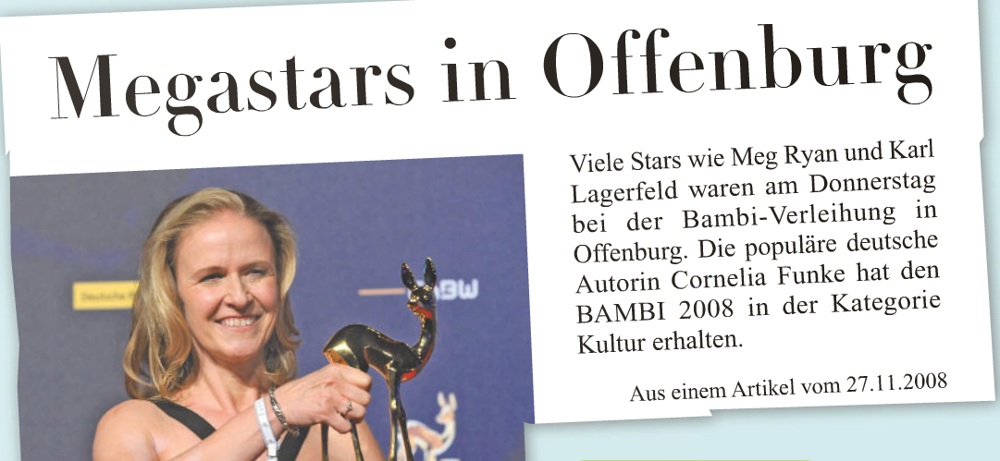 Megastars in Offenburg
Viele Stars wie Meg Ryan und Karl
Lagerfeld waren am Donnerstag
bei der Bambi-Verleihung in
Offenburg. Die populäre deutsche
Autorin Cornelia Funke hat den
BAMBI 2008 in der Kategorie
Kultur erhalten.
Aus einem Artikel vom 27.11.2008
Deutsche
BW